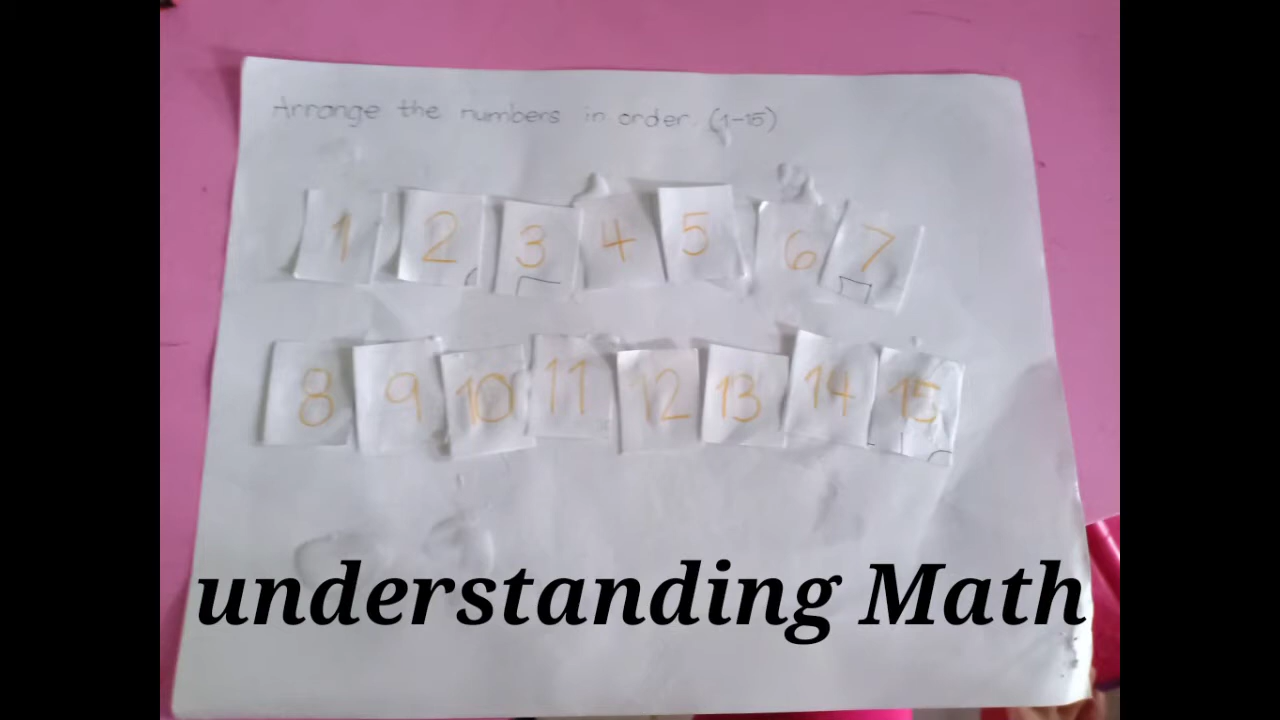 Arrange the numbers in order. (1-15)
1 2 3 4 5 6 7
8 9 10 11 12 13 14 15
understanding Math